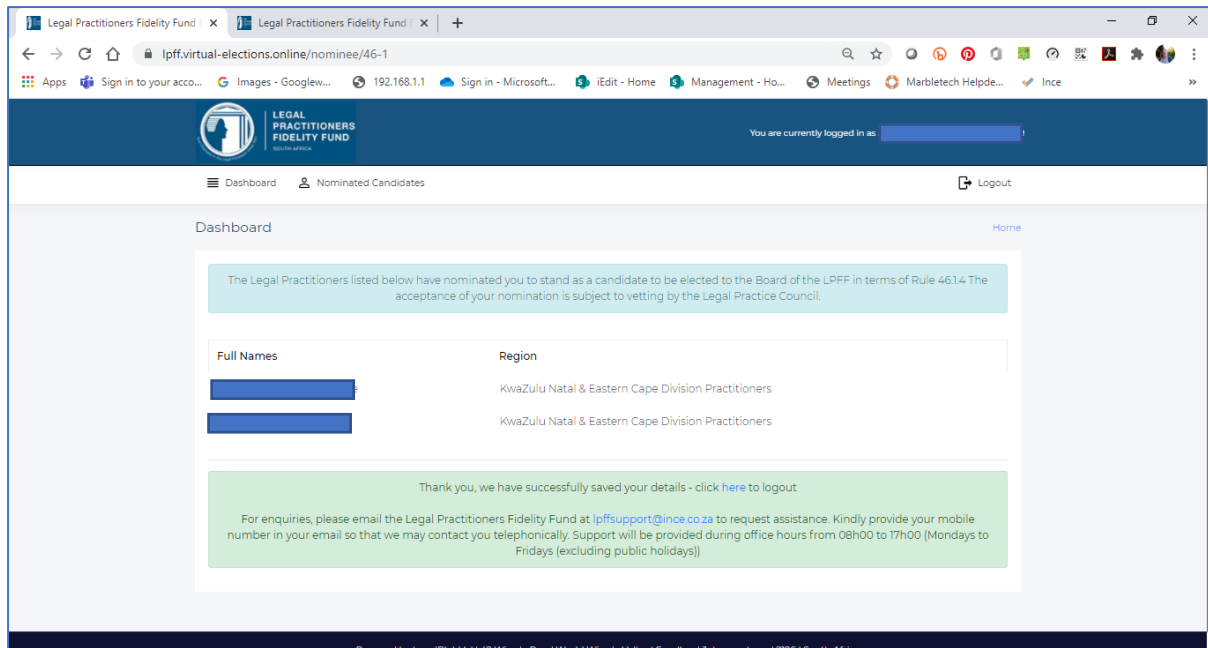 Legal Practitioners Fidelity Fund
Legal Practitioners Fidelity Fund
lpff.virtual-elections.online/nominee/46-1
Apps Sign in to your acco... Images - Googlew... 192.168.1.1 Sign in - Microsoft... iEdit - Home Management - Ho... Meetings Marbletech Helpde... Ince
LEGAL
PRACTITIONERS
FIDELITY FUND
SOUTH AFRICA
You are currently logged in as !
Dashboard Nominated Candidates Logout
Dashboard Home
The Legal Practitioners listed below have nominated you to stand as a candidate to be elected to the Board of the LPFF in terms of Rule 46.1.4 The
acceptance of your nomination is subject to vetting by the Legal Practice Council.
Full Names Region
KwaZulu Natal & Eastern Cape Division Practitioners
KwaZulu Natal & Eastern Cape Division Practitioners
Thank you, we have successfully saved your details - click here to logout
For enquiries, please email the Legal Practitioners Fidelity Fund at lpffsupport@ince.co.za to request assistance. Kindly provide your mobile
number in your email so that we may contact you telephonically. Support will be provided during office hours from 08h00 to 17h00 (Mondays to
Fridays (excluding public holidays))